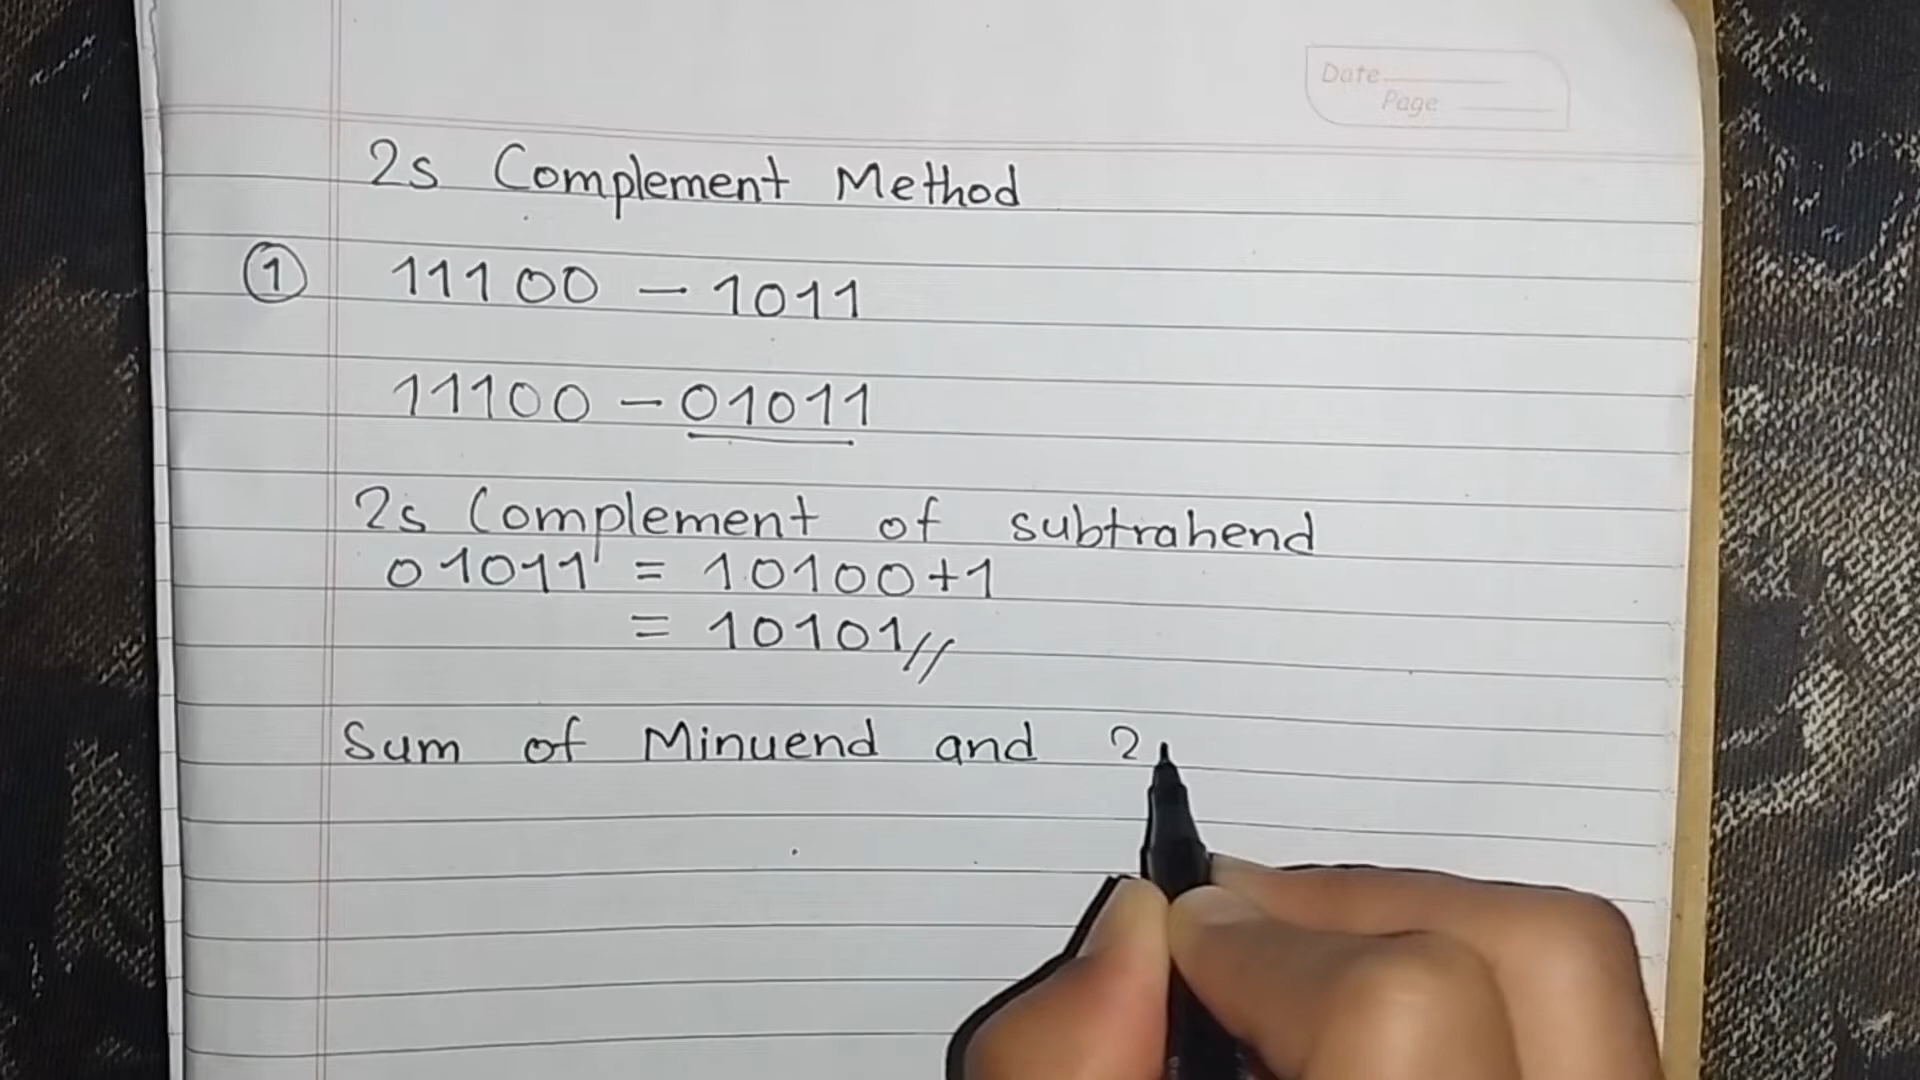 Date
Page
2s Complement Method
① 11100 - 1011
11100 - 01011
2s Complement of subtrahend
01011 = 10100+1
= 10101//
Sum of Minuend and 2